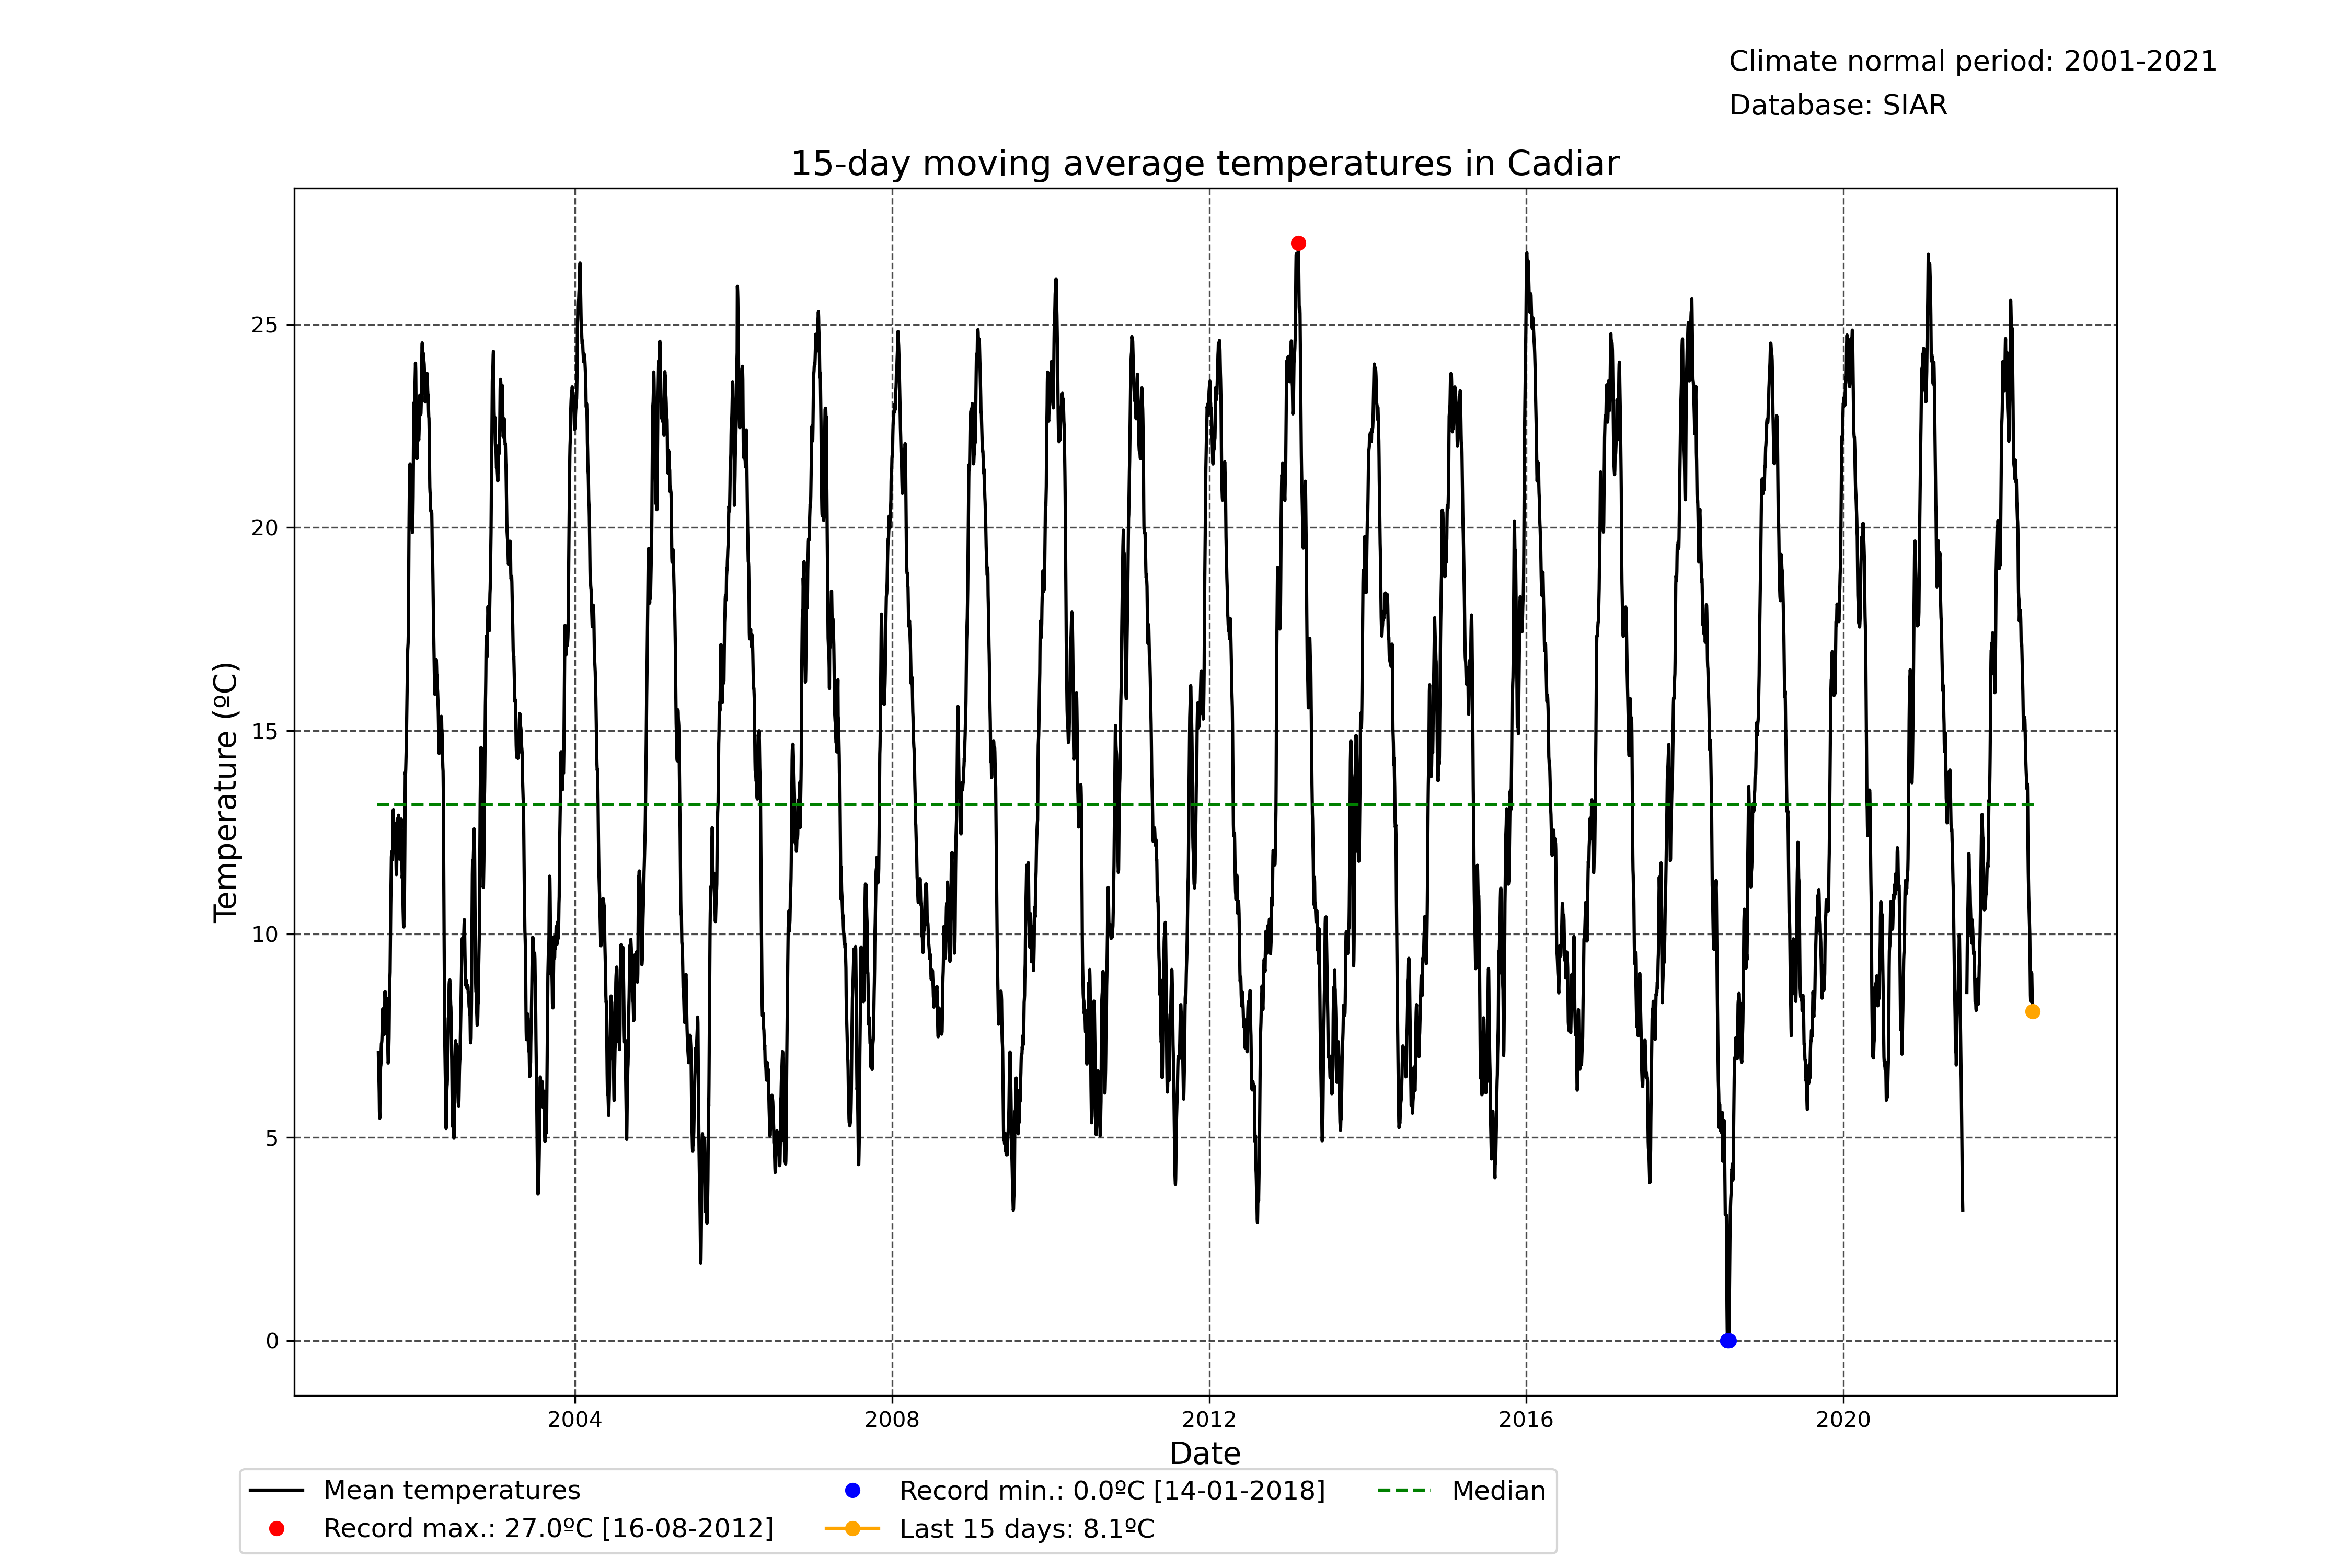 Climate normal period: 2001-2021
Database: SIAR
15-day moving average temperatures in Cadiar
Temperature (ºC)
25
20
15
10
5
0
2004 2008 2012 2016 2020
Date
Mean temperatures
Record max.: 27.0ºC [16-08-2012]
Record min.: 0.0ºC [14-01-2018]
Last 15 days: 8.1ºC
Median